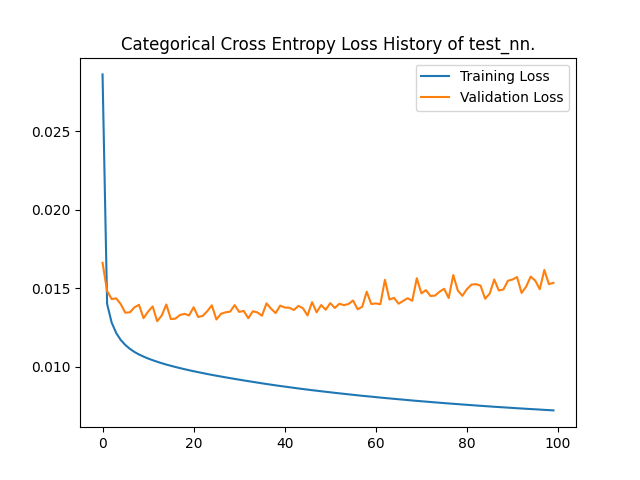 Categorical Cross Entropy Loss History of test_nn.
Training Loss
Validation Loss
0.025
0.020
0.015
0.010
0 20 40 60 80 100